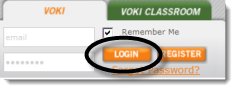 VOKI VOKI CLASSROOM
email Remember Me
•••••••• LOGIN REGISTER
Password?